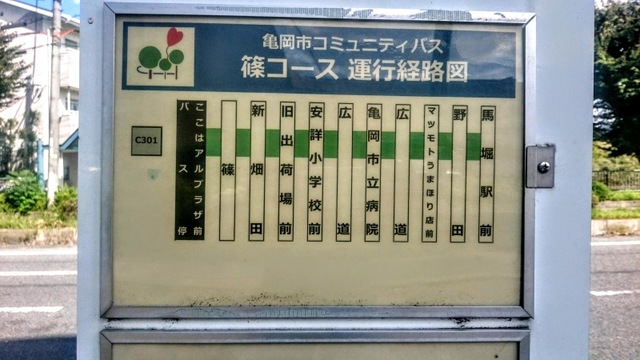 亀岡市コミュニティバス
篠コース 運行経路図
C301
ここはアルプラザ前
バス停
篠
新畑田
旧出荷場前
安詳小学校前
広道
亀岡市立病院
広道
マツモトうまほり店前
野田
馬堀駅前